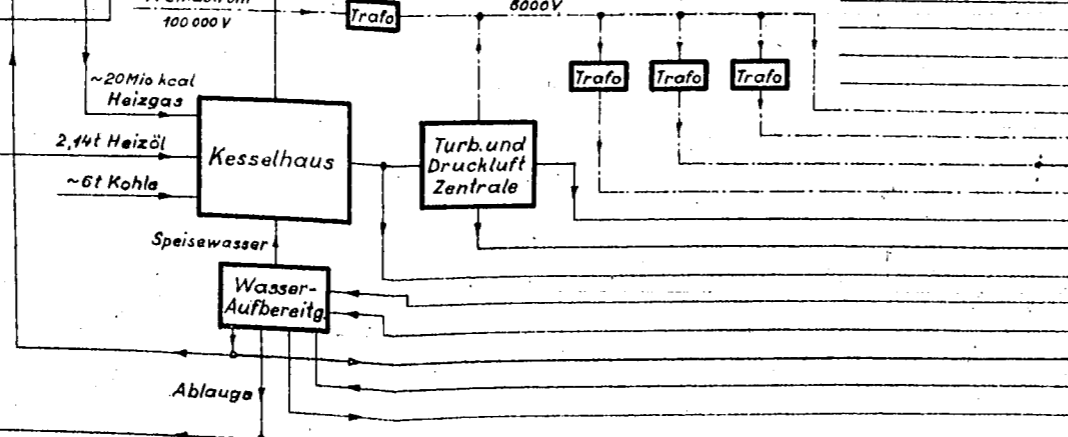 100 000 V
6000V
Trafo
Trafo
Trafo
Trafo
~20 Mio kcal
Heizgas
2,14t Heizöl
~6t Kohle
Kesselhaus
Turb. und
Druckluft
Zentrale
Speisewasser
Wasser-
Aufbereitg.
Ablauge